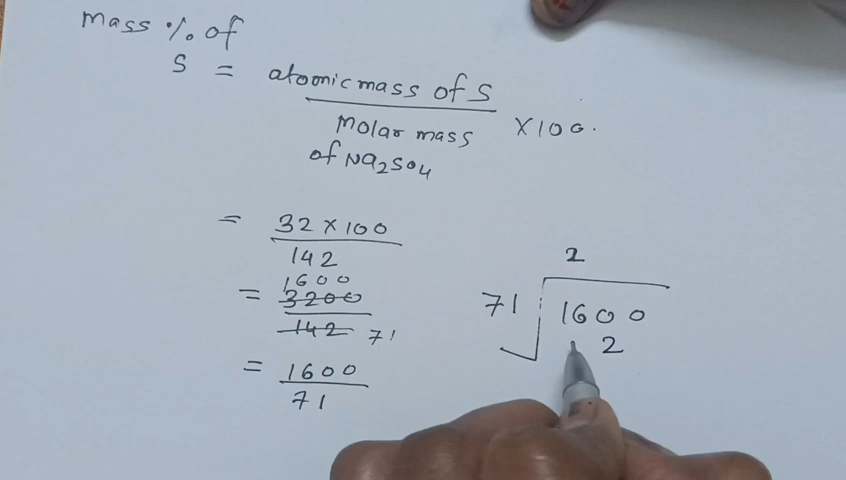 Mass % of
S = atomic mass of S
Molar mass × 100.
of Na₂SO₄
= 32 × 100
142
1600
= 3200
142 71
= 1600
71
2
71 1600
2